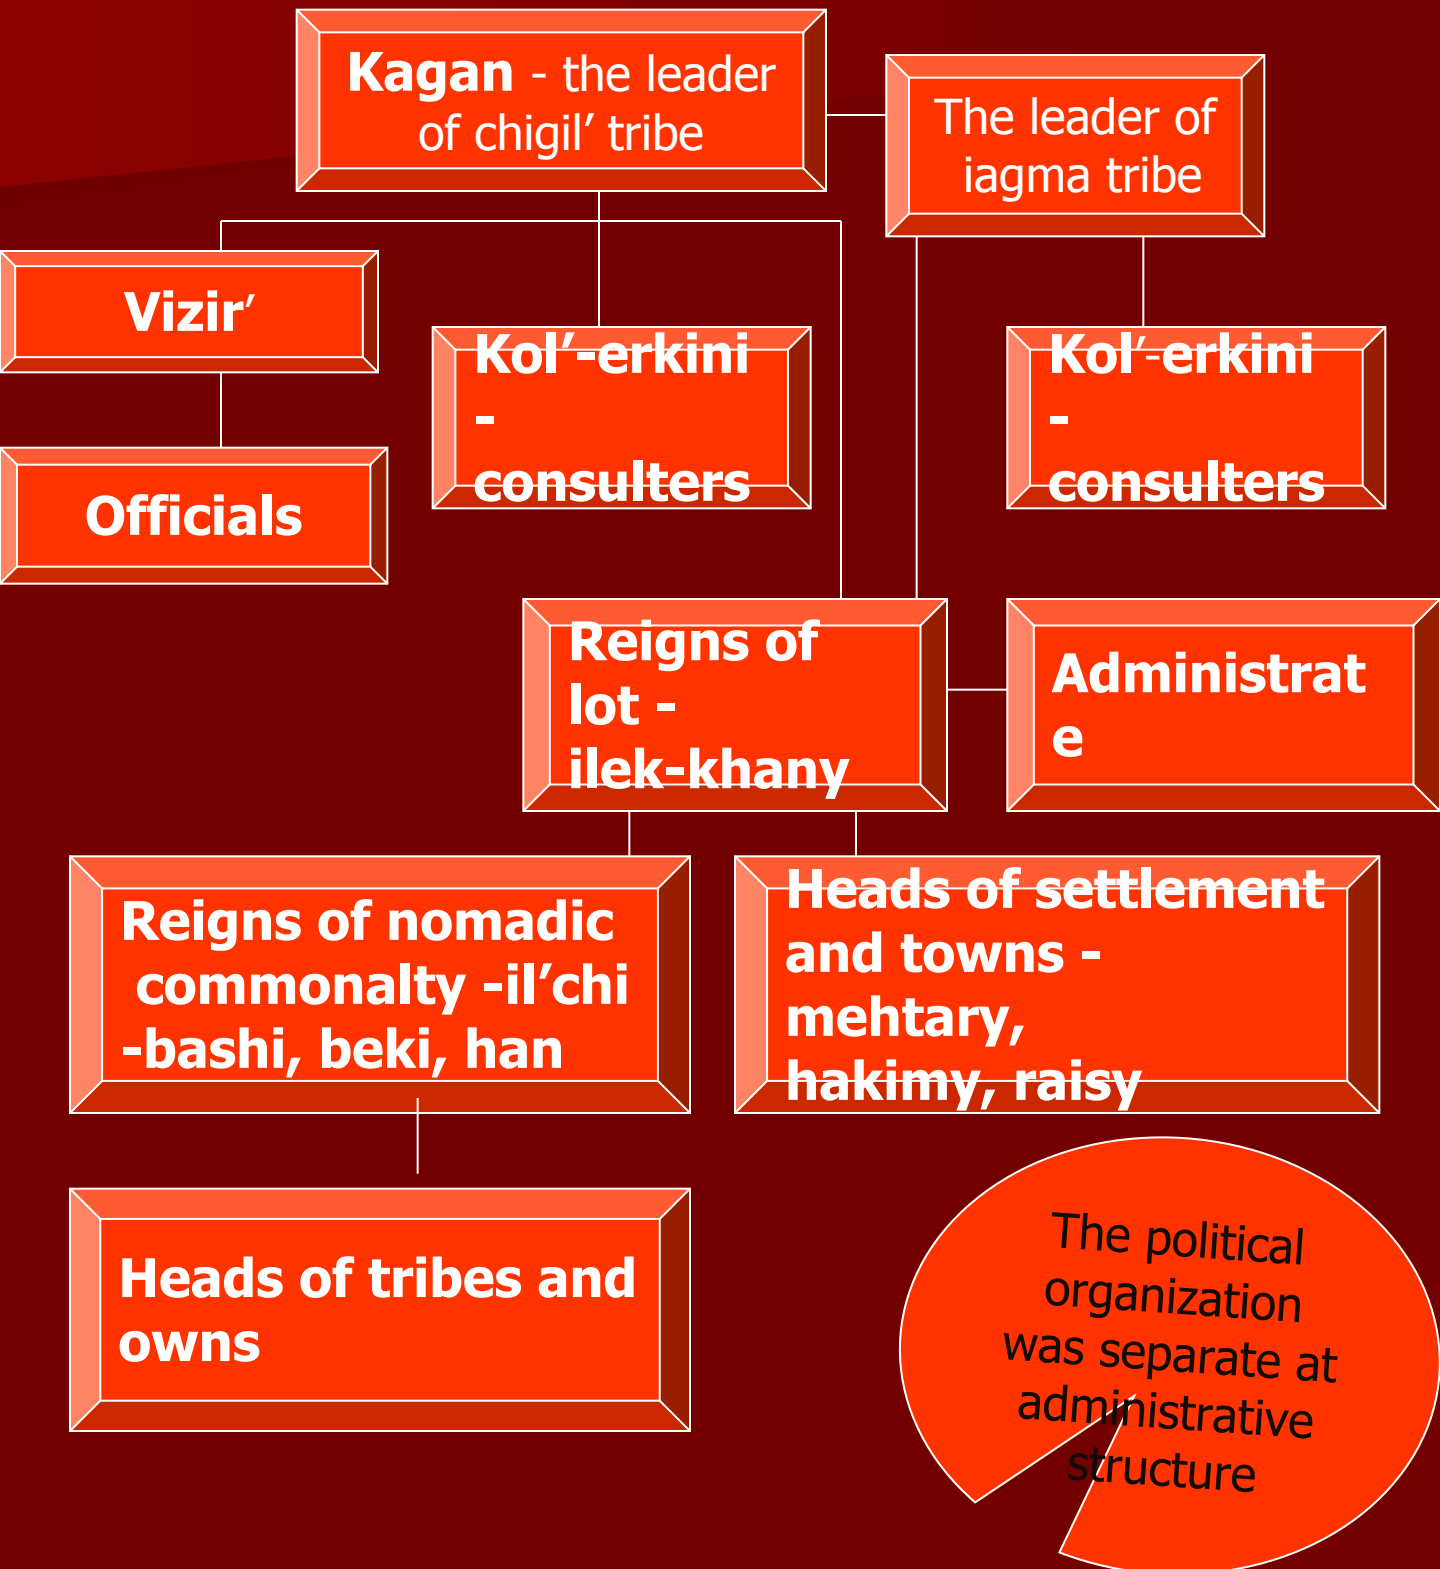 Kagan - the leader
of chigil’ tribe
The leader of
iagma tribe
Vizir’
Kol’-erkini
-
consulters
Kol’-erkini
-
consulters
Officials
Reigns of
lot -
ilek-khany
Administrat
e
Reigns of nomadic
commonalty -il’chi
-bashi, beki, han
Heads of settlement
and towns -
mehtary,
hakimy, raisy
Heads of tribes and
owns
The political
organization
was separate at
administrative
structure